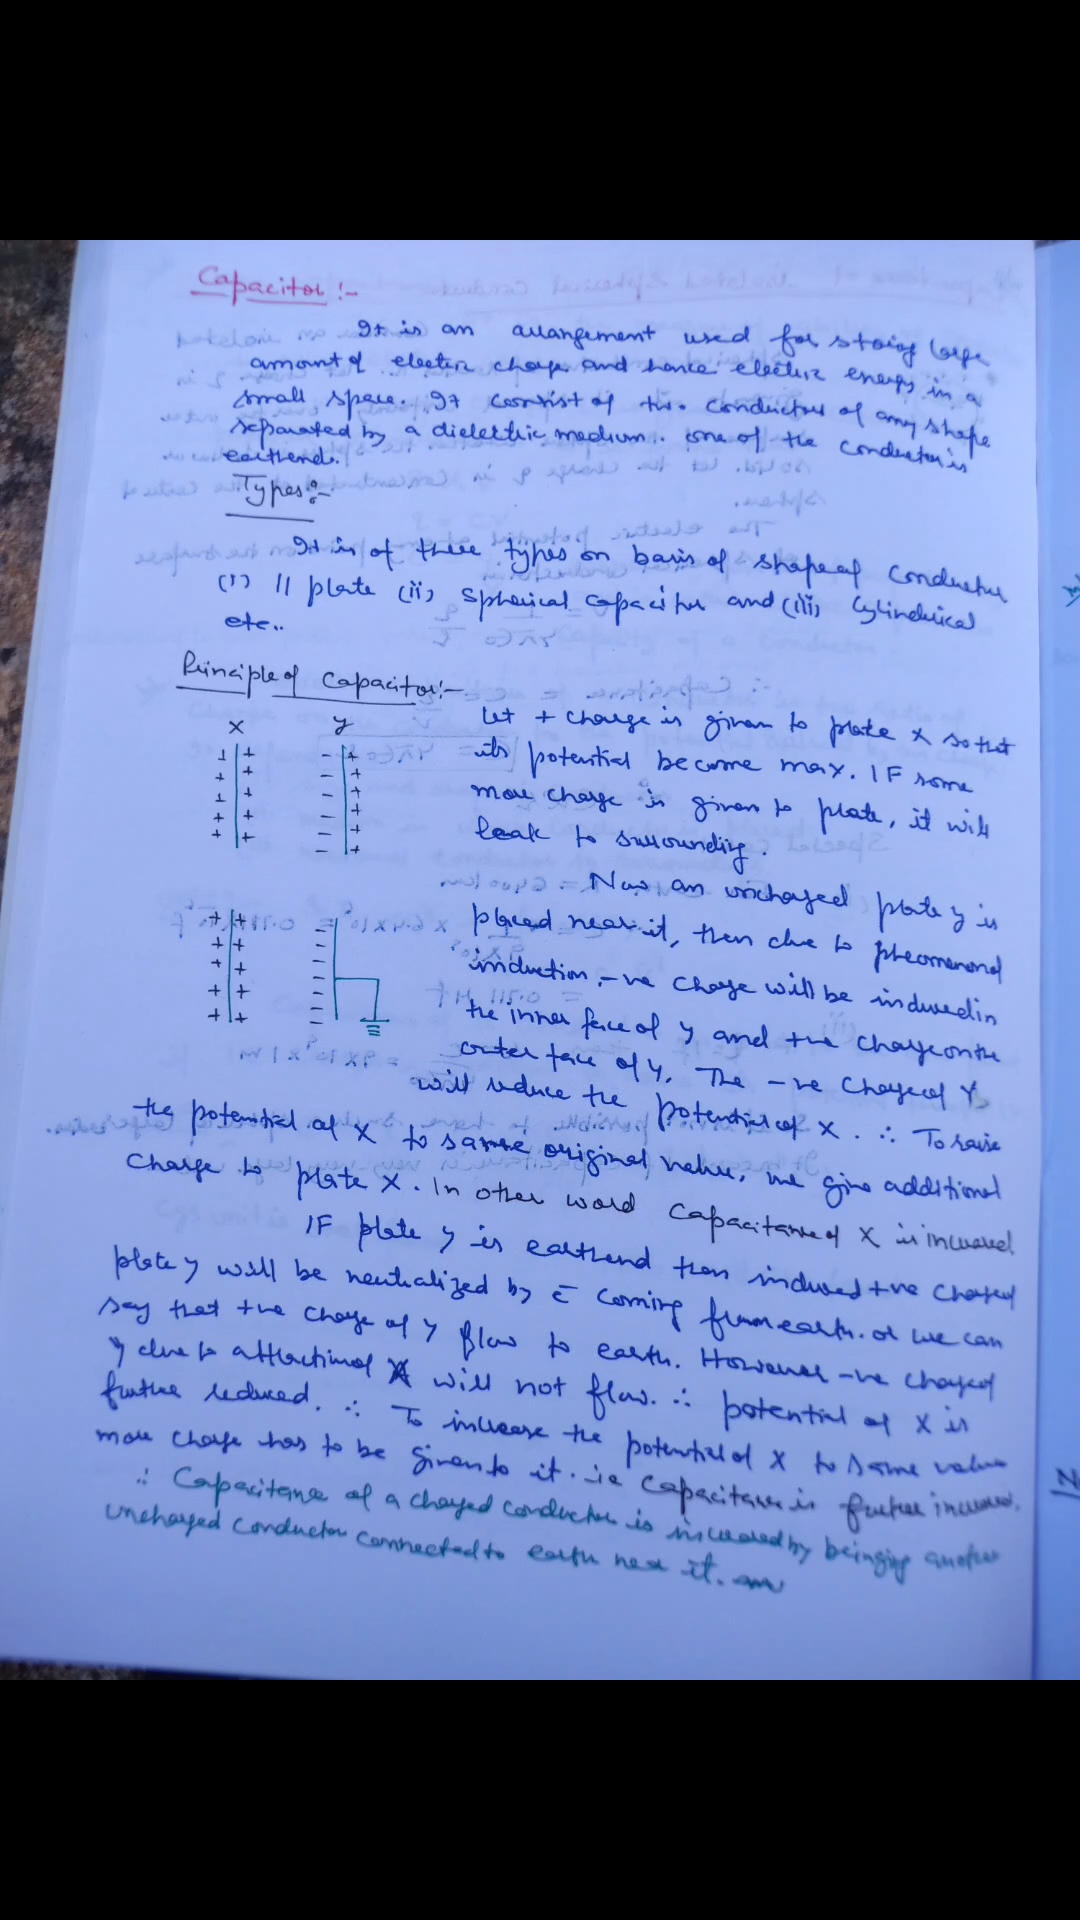 Capacitor :-
It is an arrangement used for storing large
amount of electric charge and hence electric energy in a
small space. It consist of two conductors of any shape
separated by a dielectric medium. one of the conductor is
earthend.
Types :-
It is of three types on basis of shape of conductor
(i) || plate (ii) Spherical capacitor and (iii) Cylindrical
etc..
Principle of Capacitor :-
X Y
Let + charge is given to plate X so that
its potential become max. IF some
more charge is given to plate, it will
leak to surrounding.
Now an uncharged plate y is
placed near it, then due to phenomenon of
induction, -ve charge will be induced in
the inner face of y and +ve charge on the
outer face of y. The -ve charge of Y
will reduce the potential of X. ∴ To raise
the potential of X to same original value, we give additional
charge to plate X. In other word capacitance of X is increased
IF plate y is earthend then induced +ve charge of
plate y will be neutralized by e⁻ coming from earth. or we can
say that +ve charge of y flow to earth. However -ve charge of
y due to attraction of X will not flow. ∴ potential of X is
further reduced. ∴ To increase the potential of X to same value
more charge has to be given to it. ie capacitance is further increased.
∴ Capacitance of a charged conductor is increased by bringing another
uncharged conductor connected to earth near it.